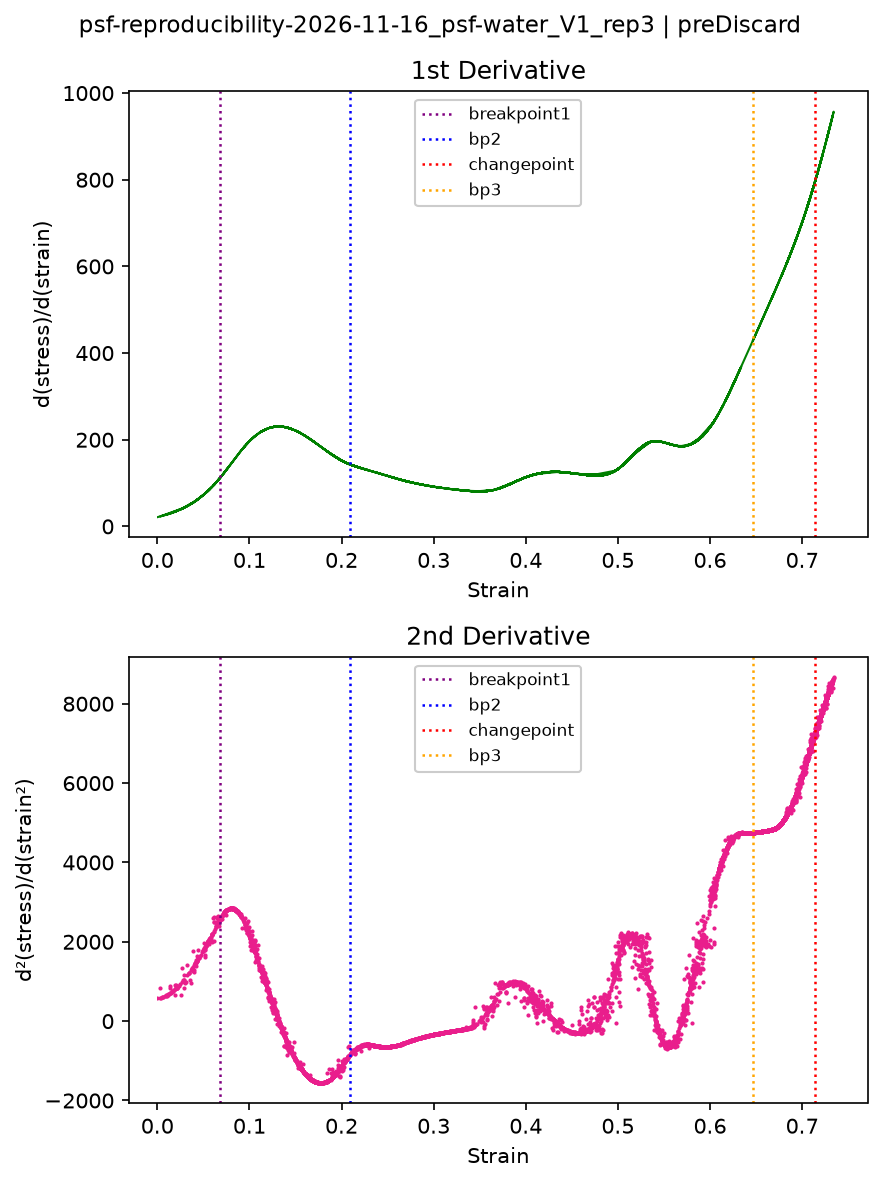 psf-reproducibility-2026-11-16_psf-water_V1_rep3 | preDiscard
1st Derivative
1000
800
600
400
200
0
d(stress)/d(strain)
breakpoint1
bp2
changepoint
bp3
0.0 0.1 0.2 0.3 0.4 0.5 0.6 0.7
Strain
2nd Derivative
8000
6000
4000
2000
0
−2000
d²(stress)/d(strain²)
breakpoint1
bp2
changepoint
bp3
0.0 0.1 0.2 0.3 0.4 0.5 0.6 0.7
Strain